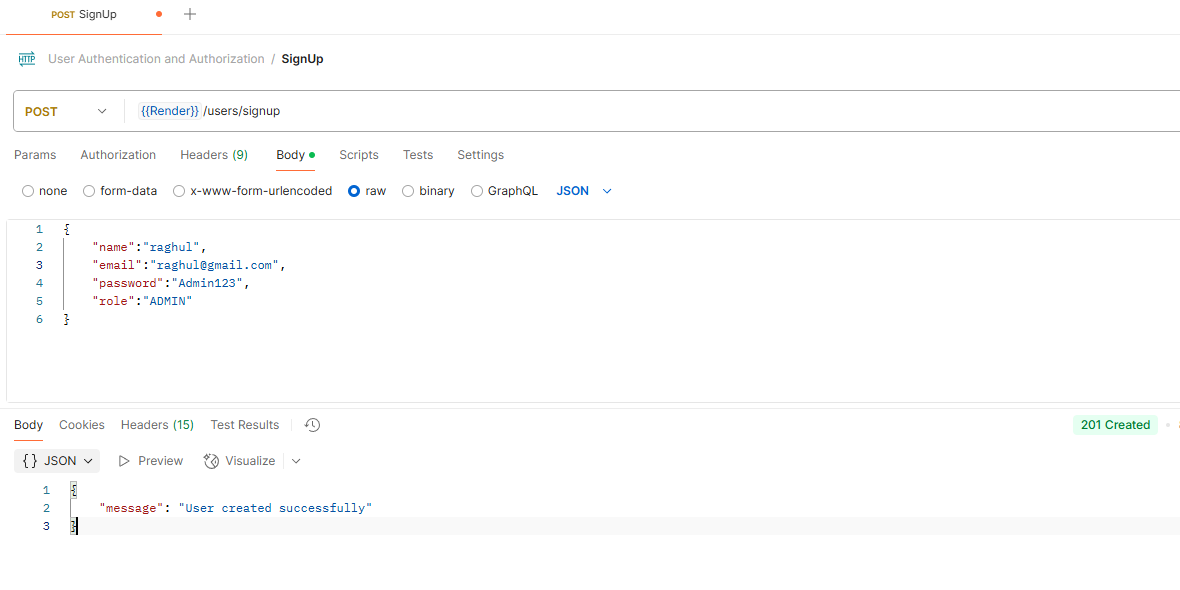 POST SignUp
HTTP User Authentication and Authorization / SignUp
POST {{Render}} /users/signup
Params Authorization Headers (9) Body Scripts Tests Settings
none form-data x-www-form-urlencoded raw binary GraphQL JSON
1 {
2 "name":"raghul",
3 "email":"raghul@gmail.com",
4 "password":"Admin123",
5 "role":"ADMIN"
6 }
Body Cookies Headers (15) Test Results 201 Created
{} JSON Preview Visualize
1 {
2 "message": "User created successfully"
3 }